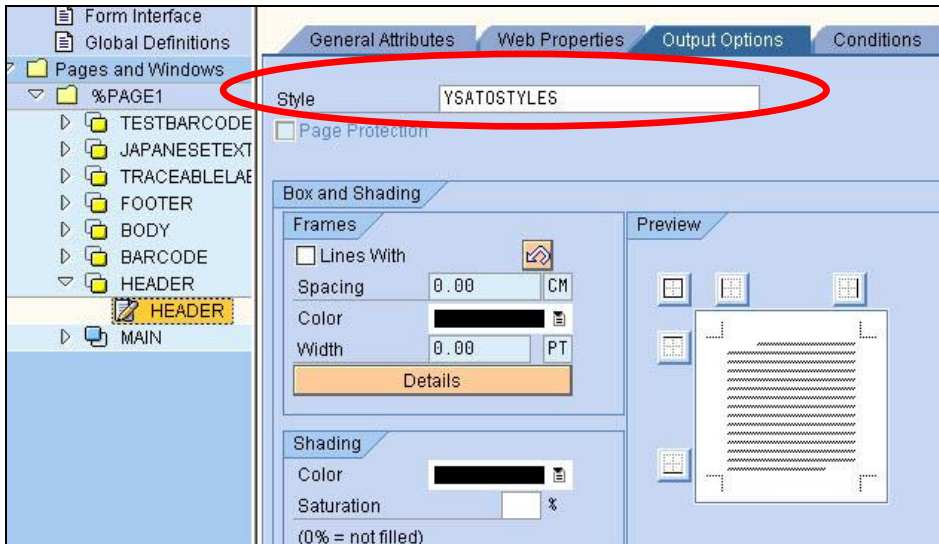 Form Interface
Global Definitions
Pages and Windows
%PAGE1
TESTBARCODE
JAPANESETEXT
TRACEABLELAE
FOOTER
BODY
BARCODE
HEADER
HEADER
MAIN
General Attributes Web Properties Output Options Conditions
Style YSATOSTYLES
Page Protection
Box and Shading
Frames
Lines With
Spacing 0.00 CM
Color
Width 0.00 PT
Details
Shading
Color
Saturation %
(0% = not filled)
Preview